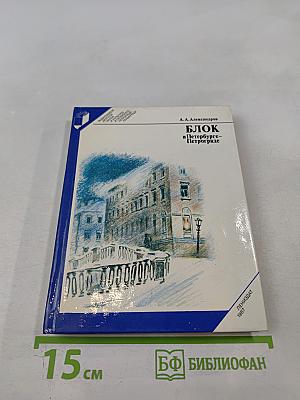 А. А. Александров
БЛОК
в Петербурге–
Петрограде
ЛЕНИЗДАТ
1987
15 см
БФ БИБЛИОФАН